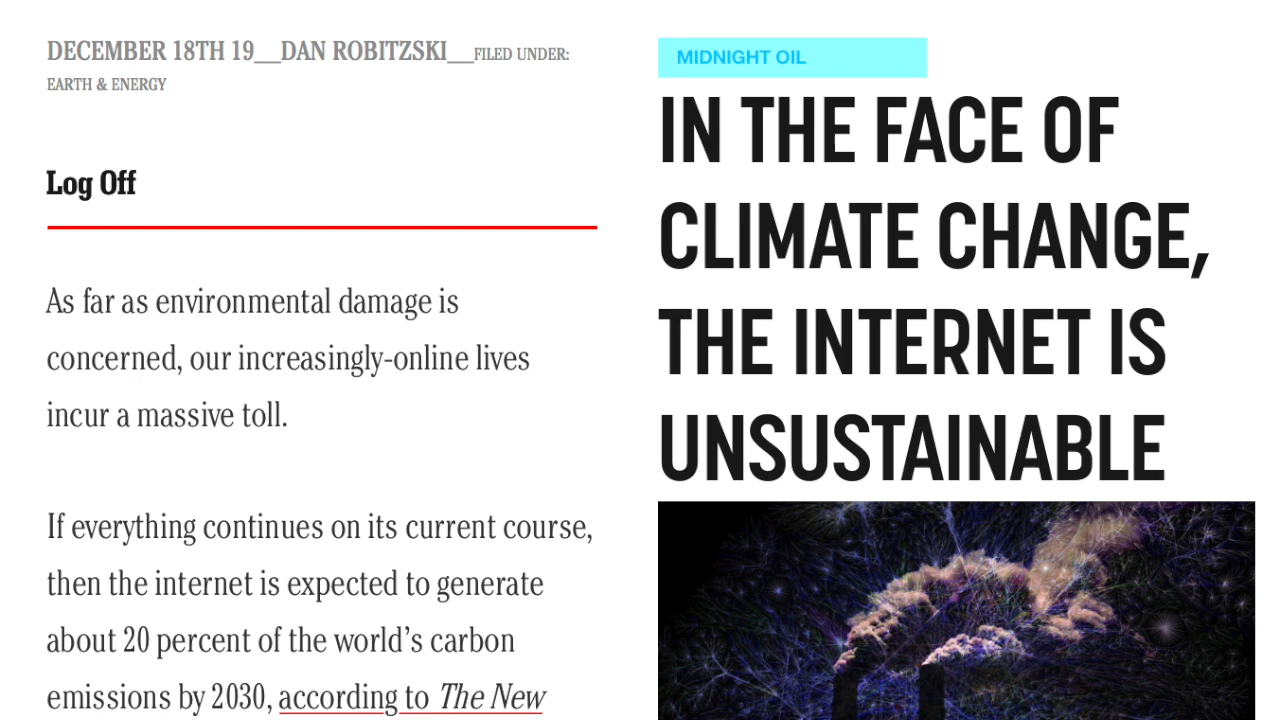 DECEMBER 18TH 19__DAN ROBITZSKI__FILED UNDER:
EARTH & ENERGY
Log Off
As far as environmental damage is
concerned, our increasingly-online lives
incur a massive toll.
If everything continues on its current course,
then the internet is expected to generate
about 20 percent of the world’s carbon
emissions by 2030, according to The New
MIDNIGHT OIL
IN THE FACE OF
CLIMATE CHANGE,
THE INTERNET IS
UNSUSTAINABLE